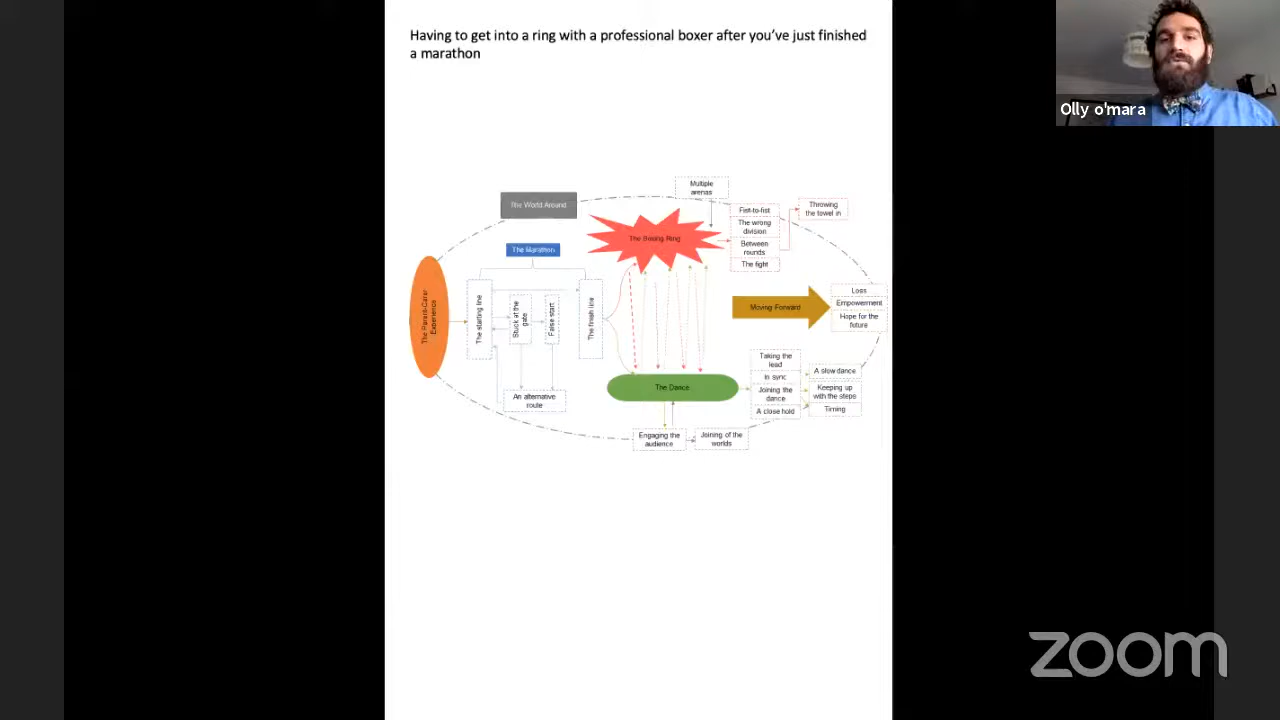 Having to get into a ring with a professional boxer after you've just finished
a marathon
Olly o'mara
Multiple
arenas
The World Around
Fist-to-fist
The wrong
division
Between
rounds
The fight
Throwing
the towel in
The Boxing Ring
The Marathon
The Parent-Carer
Experience
The starting line
Stuck at the
gate
False start
The finish line
An alternative
route
Moving Forward
Loss
Empowerment
Hope for the
future
The Dance
Taking the
lead
In sync
Joining the
dance
A close hold
A slow dance
Keeping up
with the steps
Timing
Engaging the
audience
Joining of the
worlds
zoom